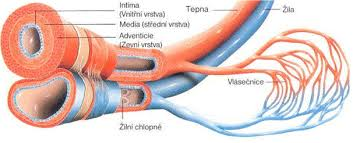 Intima
(Vnitřní vrstva)
Media (střední vrstva)
Adventicie
(Zevní vrstva)
Tepna
Žíla
Vlásečnice
Žilní chlopně